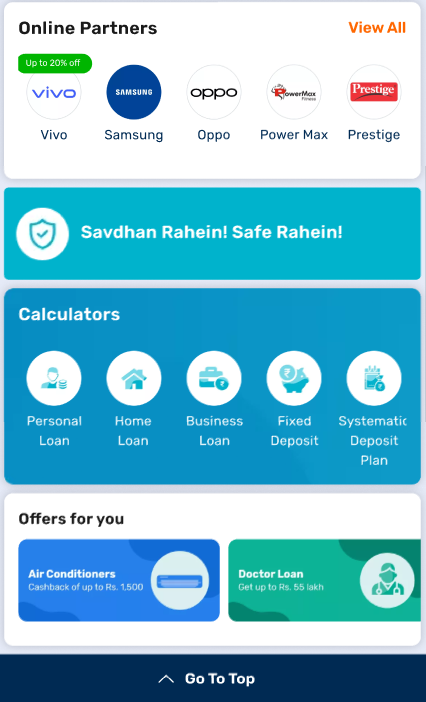 Online Partners
View All
Up to 20% off
vivo
SAMSUNG
oppo
PowerMax
Fitness
Prestige
Vivo
Samsung
Oppo
Power Max
Prestige
Savdhan Rahein! Safe Rahein!
Calculators
Personal
Loan
Home
Loan
Business
Loan
Fixed
Deposit
Systematic
Deposit
Plan
Offers for you
Air Conditioners
Cashback of up to Rs. 1,500
Doctor Loan
Get up to Rs. 55 lakh
Go To Top